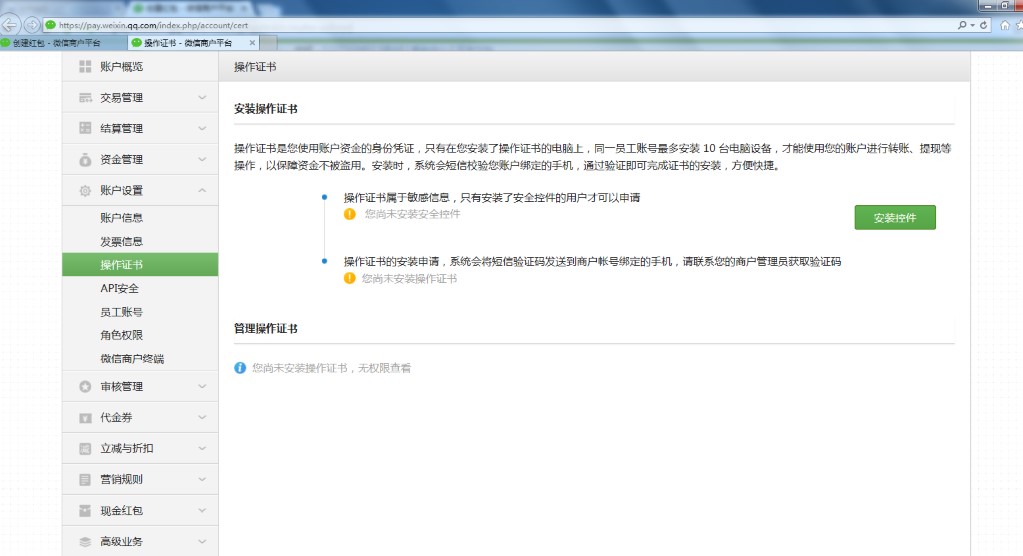 https://pay.weixin.qq.com/index.php/account/cert
创建红包 - 微信商户平台
操作证书 - 微信商户平台
账户概览
交易管理
结算管理
资金管理
账户设置
账户信息
发票信息
操作证书
API安全
员工账号
角色权限
微信商户终端
审核管理
代金券
立减与折扣
营销规则
现金红包
高级业务
操作证书
安装操作证书
操作证书是您使用账户资金的身份凭证，只有在您安装了操作证书的电脑上，同一员工账号最多安装 10 台电脑设备，才能使用您的账户进行转账、提现等
操作，以保障资金不被盗用。安装时，系统会短信校验您账户绑定的手机，通过验证即可完成证书的安装，方便快捷。
操作证书属于敏感信息，只有安装了安全控件的用户才可以申请
您尚未安装安全控件
安装控件
操作证书的安装申请，系统会将短信验证码发送到商户帐号绑定的手机，请联系您的商户管理员获取验证码
您尚未安装操作证书
管理操作证书
您尚未安装操作证书，无权限查看